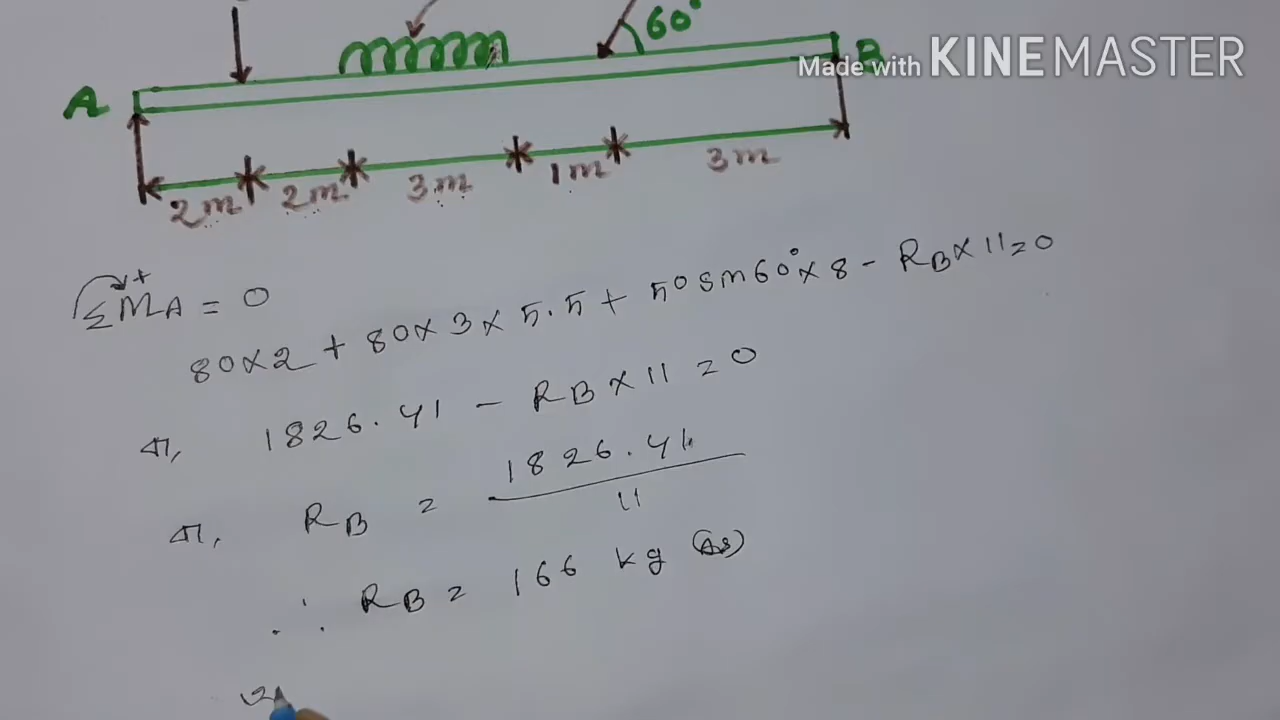 60°
Made with KINEMASTER
A B
2m 2m 3m 1m 3m
ΣMA = 0
80×2 + 80×3×5.5 + 50 sin60°×8 - RB×11=0
বা, 1826.41 - RB×11 = 0
বা, RB = 1826.41
11
∴ RB = 166 kg (As)